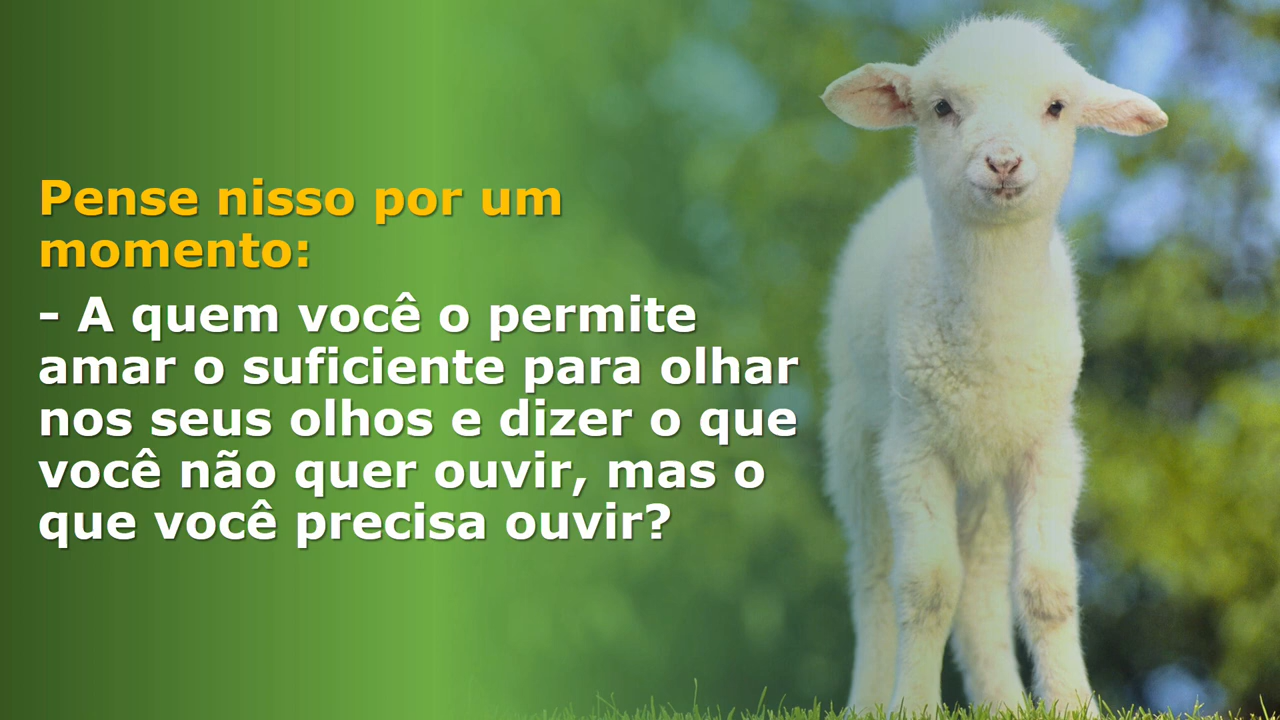 Pense nisso por um
momento:
- A quem você o permite
amar o suficiente para olhar
nos seus olhos e dizer o que
você não quer ouvir, mas o
que você precisa ouvir?